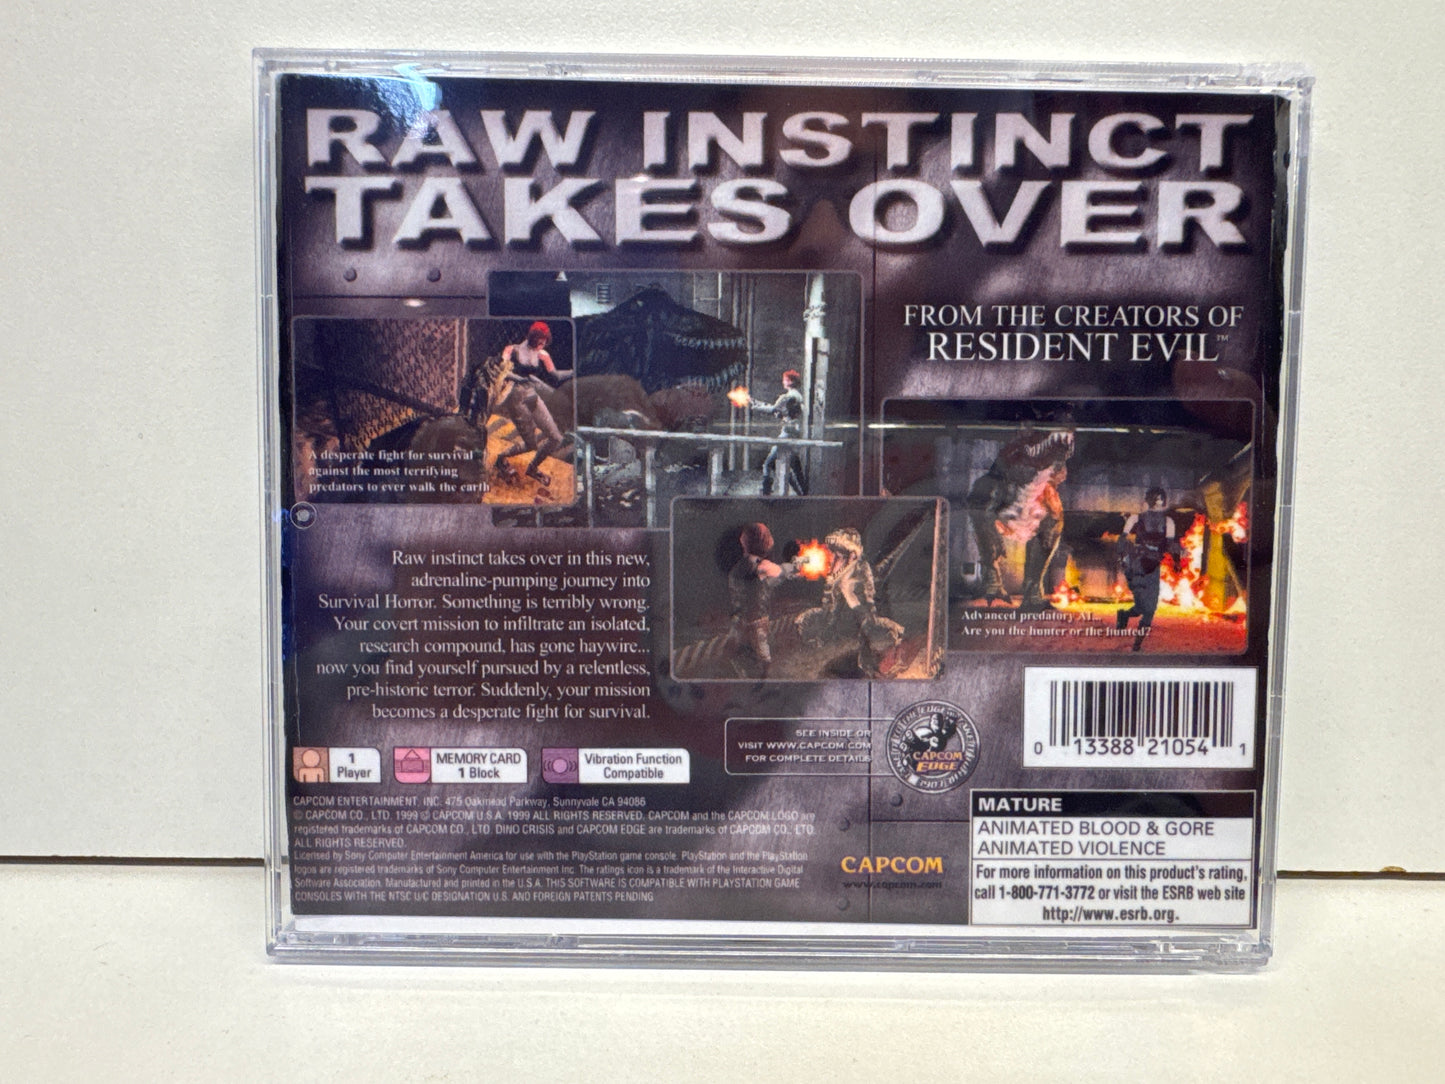 RAW INSTINCT
TAKES OVER
FROM THE CREATORS OF
RESIDENT EVIL™
A desperate fight for survival
against the most terrifying
predators to ever walk the earth
Advanced predatory AI...
Are you the hunter or the hunted?
Raw instinct takes over in this new,
adrenaline-pumping journey into
Survival Horror. Something is terribly wrong.
Your covert mission to infiltrate an isolated,
research compound, has gone haywire...
now you find yourself pursued by a relentless,
pre-historic terror. Suddenly, your mission
becomes a desperate fight for survival.
SEE INSIDE OR
VISIT WWW.CAPCOM.COM
FOR COMPLETE DETAILS
CAPCOM
EDGE
0 13388 21054 1
1
Player
MEMORY CARD
1 Block
Vibration Function
Compatible
CAPCOM ENTERTAINMENT, INC. 475 Oakmead Parkway, Sunnyvale CA 94086
© CAPCOM CO., LTD. 1999 © CAPCOM U.S.A. 1999 ALL RIGHTS RESERVED. CAPCOM and the CAPCOM LOGO are
registered trademarks of CAPCOM CO., LTD. DINO CRISIS and CAPCOM EDGE are trademarks of CAPCOM CO., LTD.
ALL RIGHTS RESERVED.
Licensed by Sony Computer Entertainment America for use with the PlayStation game console. PlayStation and the PlayStation
logos are registered trademarks of Sony Computer Entertainment Inc. The ratings icon is a trademark of the Interactive Digital
Software Association. Manufactured and printed in the U.S.A. THIS SOFTWARE IS COMPATIBLE WITH PLAYSTATION GAME
CONSOLES WITH THE NTSC U/C DESIGNATION U.S. AND FOREIGN PATENTS PENDING
CAPCOM
www.capcom.com
MATURE
ANIMATED BLOOD & GORE
ANIMATED VIOLENCE
For more information on this product's rating,
call 1-800-771-3772 or visit the ESRB web site
http://www.esrb.org.